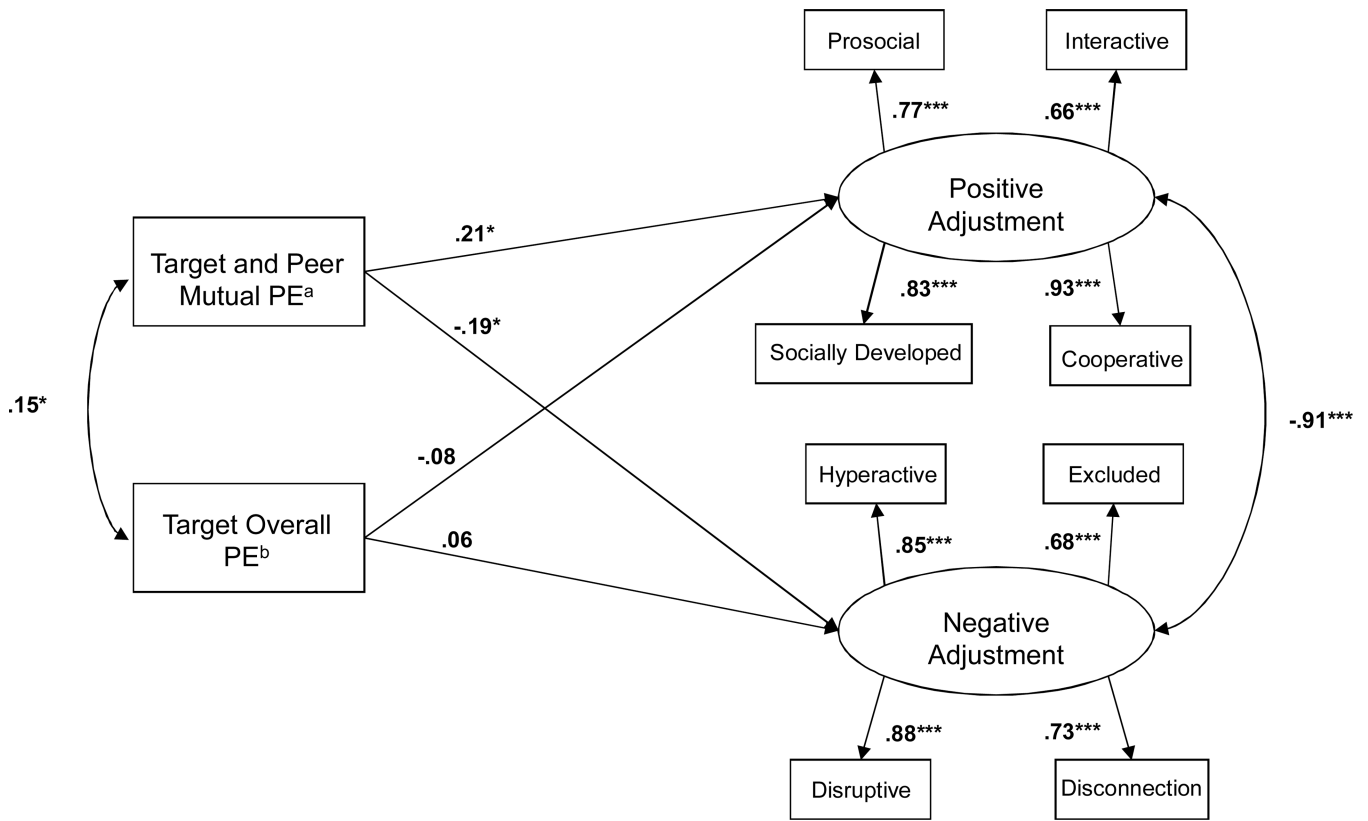 Prosocial
Interactive
.77***
.66***
Positive
Adjustment
.21*
Target and Peer
Mutual PEᵃ
.83***
.93***
-.19*
Socially Developed
Cooperative
.15*
-.91***
-.08
Hyperactive
Excluded
Target Overall
PEᵇ
.06
.85***
.68***
Negative
Adjustment
.88***
.73***
Disruptive
Disconnection